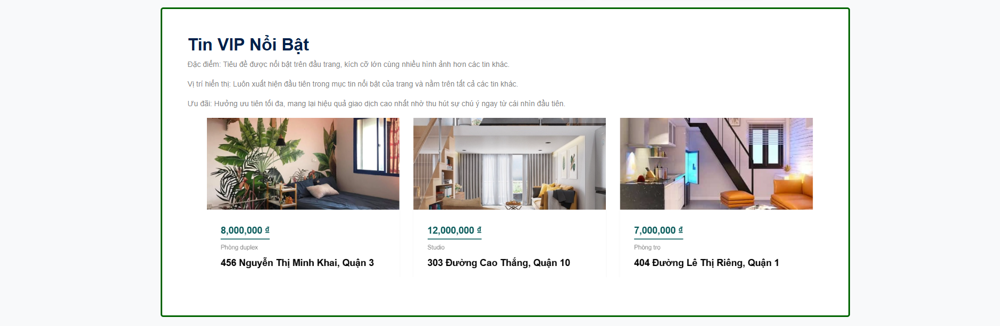 Tin VIP Nổi Bật
Đặc điểm: Tiêu đề được nổi bật trên đầu trang, kích cỡ lớn cùng nhiều hình ảnh hơn các tin khác.
Vị trí hiển thị: Luôn xuất hiện đầu tiên trong mục tin nổi bật của trang và nằm trên tất cả các tin khác.
Ưu đãi: Hưởng ưu tiên tối đa, mang lại hiệu quả giao dịch cao nhất nhờ thu hút sự chú ý ngay từ cái nhìn đầu tiên.
8,000,000 ₫
Phòng duplex
456 Nguyễn Thị Minh Khai, Quận 3
12,000,000 ₫
Studio
303 Đường Cao Thắng, Quận 10
7,000,000 ₫
Phòng trọ
404 Đường Lê Thị Riêng, Quận 1